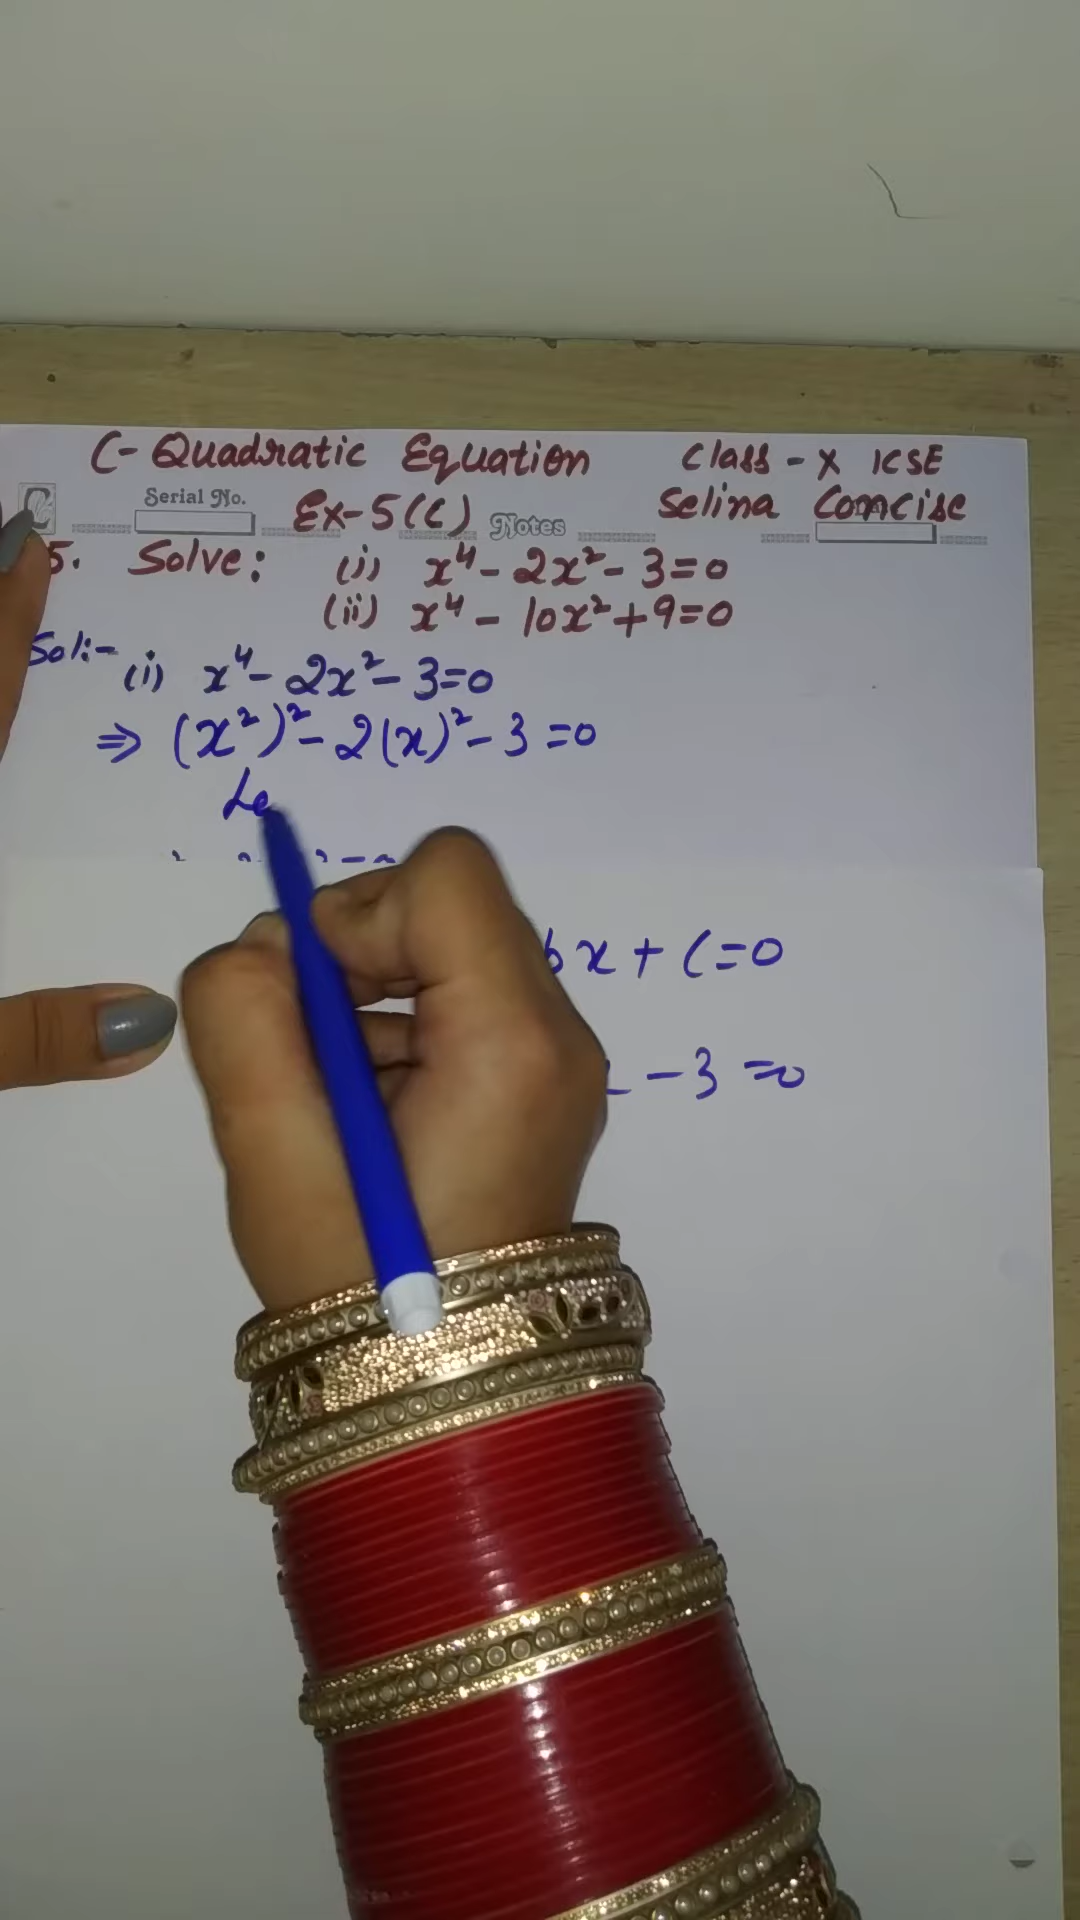 C- Quadratic Equation Class - X ICSE
C Serial No. Ex-5(C) Notes Selina Concise
5. Solve: (i) x⁴ - 2x² - 3 = 0
(ii) x⁴ - 10x² + 9 = 0
Sol:- (i) x⁴ - 2x² - 3 = 0
⇒ (x²)² - 2(x)² - 3 = 0
Le
x + c = 0
- 3 = 0